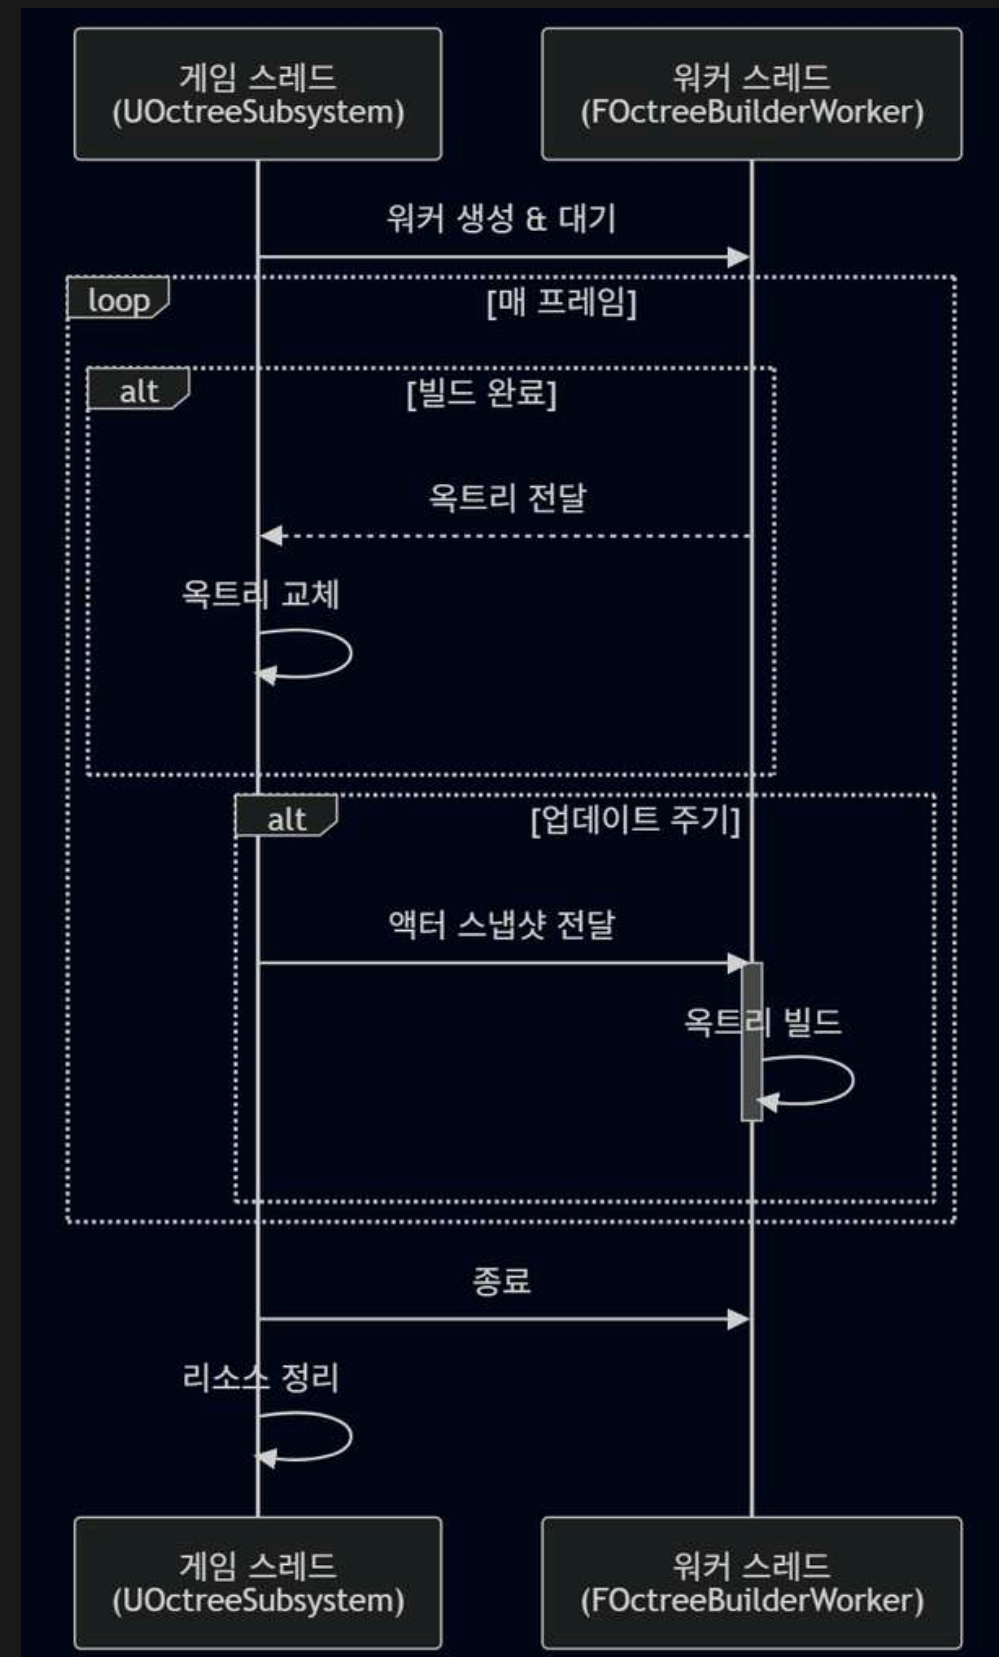 게임 스레드
(UOctreeSubsystem)
워커 스레드
(FOctreeBuilderWorker)
워커 생성 & 대기
loop
[매 프레임]
alt
[빌드 완료]
옥트리 전달
옥트리 교체
alt
[업데이트 주기]
액터 스냅샷 전달
옥트리 빌드
종료
리소스 정리
게임 스레드
(UOctreeSubsystem)
워커 스레드
(FOctreeBuilderWorker)